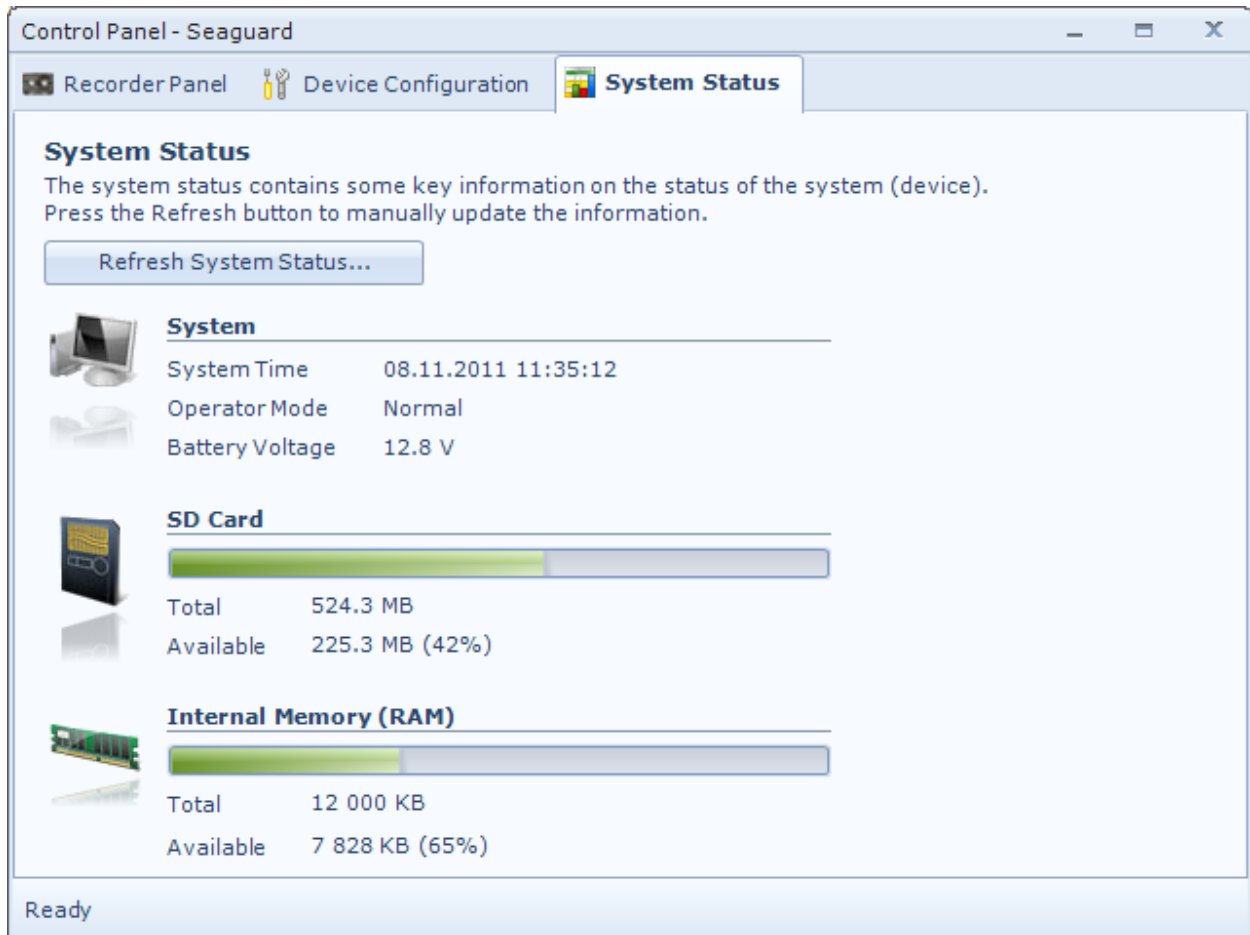 Control Panel - Seaguard
Recorder Panel Device Configuration System Status
System Status
The system status contains some key information on the status of the system (device).
Press the Refresh button to manually update the information.
Refresh System Status...
System
System Time 08.11.2011 11:35:12
Operator Mode Normal
Battery Voltage 12.8 V
SD Card
Total 524.3 MB
Available 225.3 MB (42%)
Internal Memory (RAM)
Total 12 000 KB
Available 7 828 KB (65%)
Ready